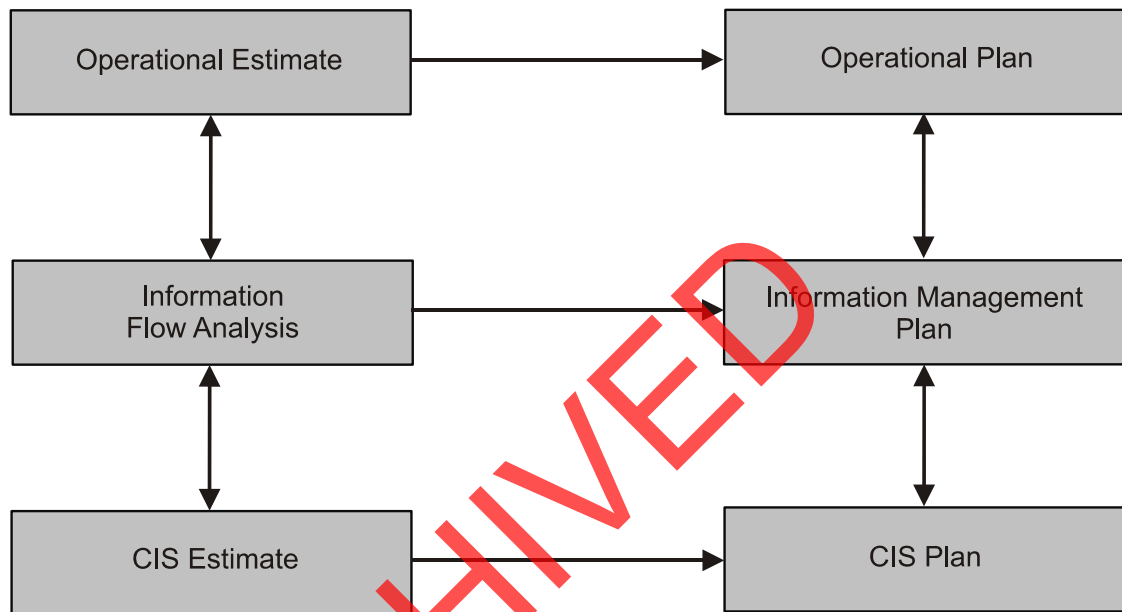 Operational Estimate
Operational Plan
Information
Flow Analysis
Information Management
Plan
CIS Estimate
CIS Plan
HIVED